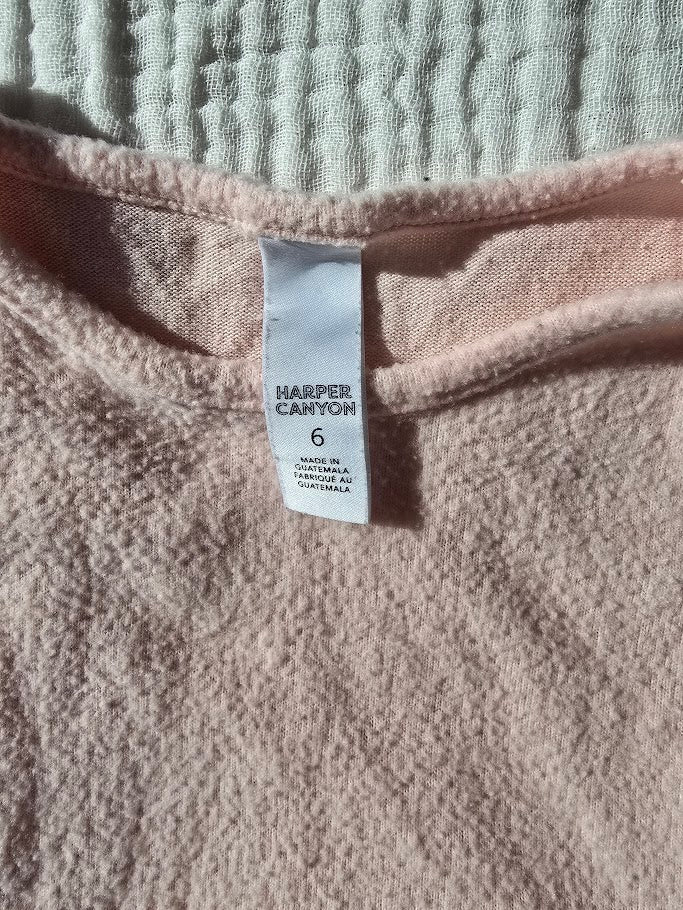 HARPER
CANYON
6
MADE IN
GUATEMALA
FABRIQUÉ AU
GUATEMALA